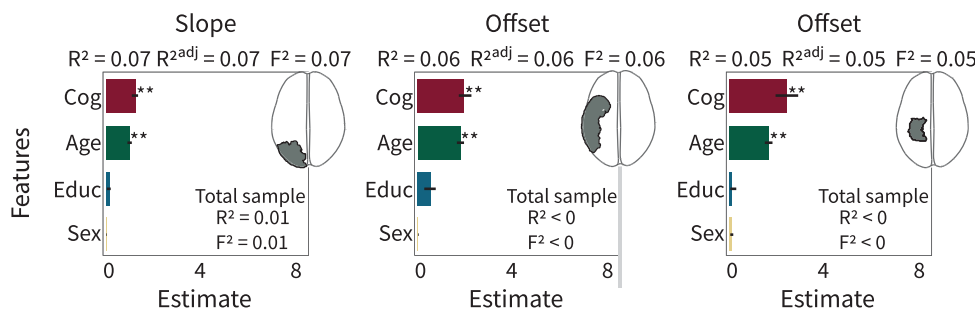 Slope
R² = 0.07 R²adj = 0.07 F² = 0.07
Features
Cog **
Age **
Educ
Sex
Total sample
R² = 0.01
F² = 0.01
0 4 8
Estimate
Offset
R² = 0.06 R²adj = 0.06 F² = 0.06
Cog **
Age **
Educ
Sex
Total sample
R² < 0
F² < 0
0 4 8
Estimate
Offset
R² = 0.05 R²adj = 0.05 F² = 0.05
Cog **
Age **
Educ
Sex
Total sample
R² < 0
F² < 0
0 4 8
Estimate